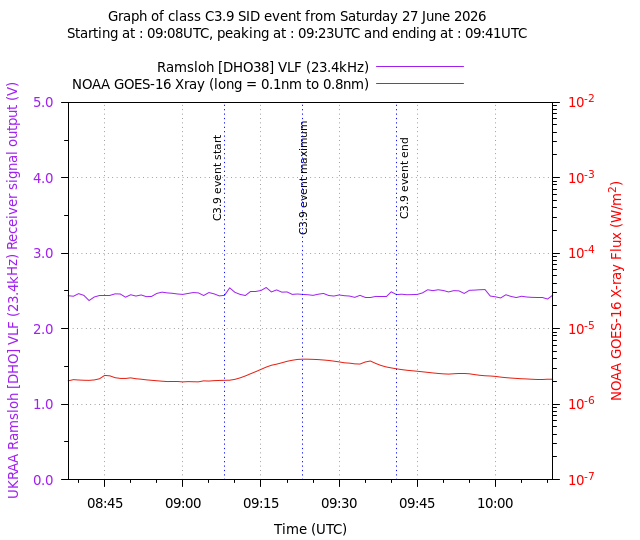 Graph of class C3.9 SID event from Saturday 27 June 2026
Starting at : 09:08UTC, peaking at : 09:23UTC and ending at : 09:41UTC
Ramsloh [DHO38] VLF (23.4kHz)
NOAA GOES-16 Xray (long = 0.1nm to 0.8nm)
UKRAA Ramsloh [DHO] VLF (23.4kHz) Receiver signal output (V)
5.0
4.0
3.0
2.0
1.0
0.0
C3.9 event start
C3.9 event maximum
C3.9 event end
10^-2
10^-3
10^-4
10^-5
10^-6
10^-7
NOAA GOES-16 X-ray Flux (W/m²)
08:45 09:00 09:15 09:30 09:45 10:00
Time (UTC)